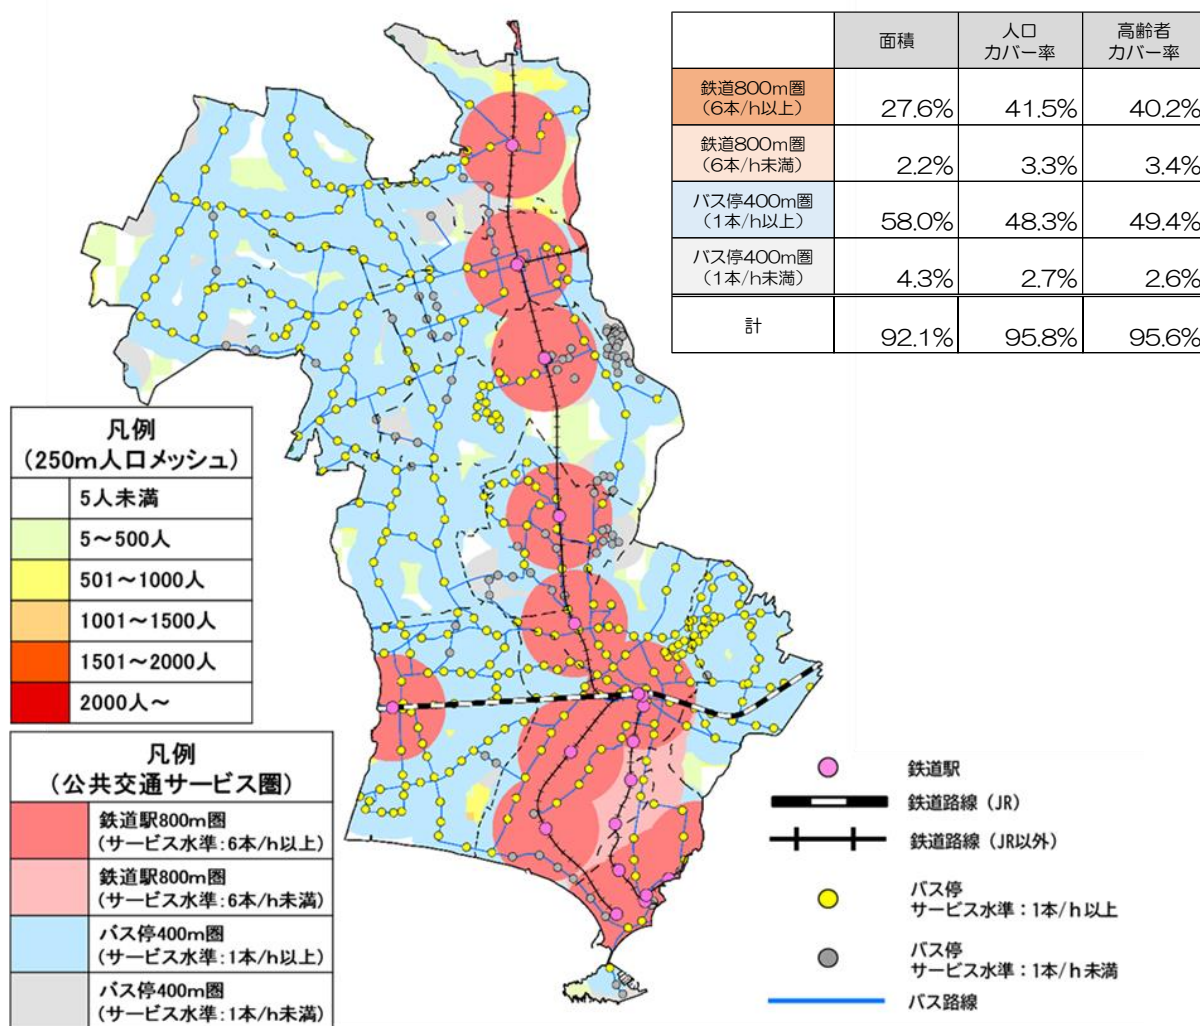 面積
人口
カバー率
高齢者
カバー率
鉄道800m圏
(6本/h以上)
27.6%
41.5%
40.2%
鉄道800m圏
(6本/h未満)
2.2%
3.3%
3.4%
バス停400m圏
(1本/h以上)
58.0%
48.3%
49.4%
バス停400m圏
(1本/h未満)
4.3%
2.7%
2.6%
計
92.1%
95.8%
95.6%
凡例
(250m人口メッシュ)
5人未満
5~500人
501~1000人
1001~1500人
1501~2000人
2000人~
凡例
(公共交通サービス圏)
鉄道駅800m圏
(サービス水準:6本/h以上)
鉄道駅800m圏
(サービス水準:6本/h未満)
バス停400m圏
(サービス水準:1本/h以上)
バス停400m圏
(サービス水準:1本/h未満)
鉄道駅
鉄道路線(JR)
鉄道路線(JR以外)
バス停
サービス水準:1本/h以上
バス停
サービス水準:1本/h未満
バス路線